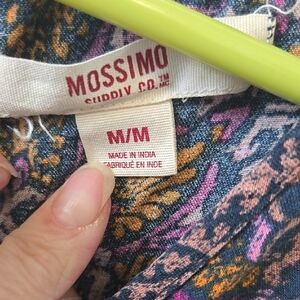 MOSSIMO
SUPPLY CO.™
M/M
MADE IN INDIA
FABRIQUÉ EN INDE